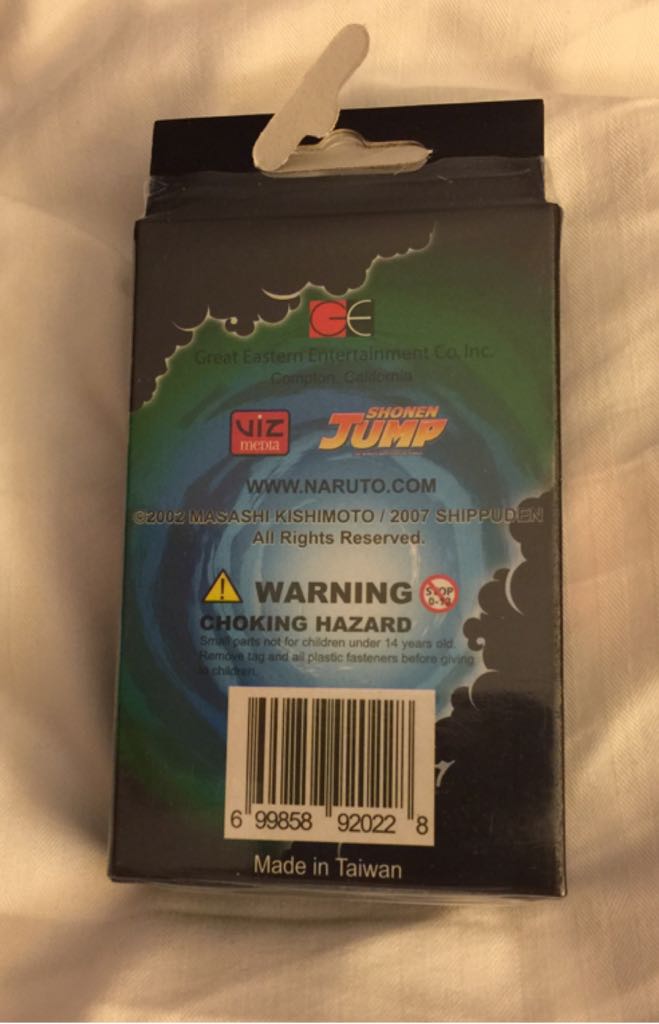 GE
Great Eastern Entertainment Co, Inc.
Compton, California
VIZ
media
SHONEN
JUMP
WWW.NARUTO.COM
©2002 MASASHI KISHIMOTO / 2007 SHIPPUDEN
All Rights Reserved.
WARNING
STOP
CHOKING HAZARD
Small parts not for children under 14 years old.
Remove tag and all plastic fasteners before giving
to children.
7
6 99858 92022 8
Made in Taiwan